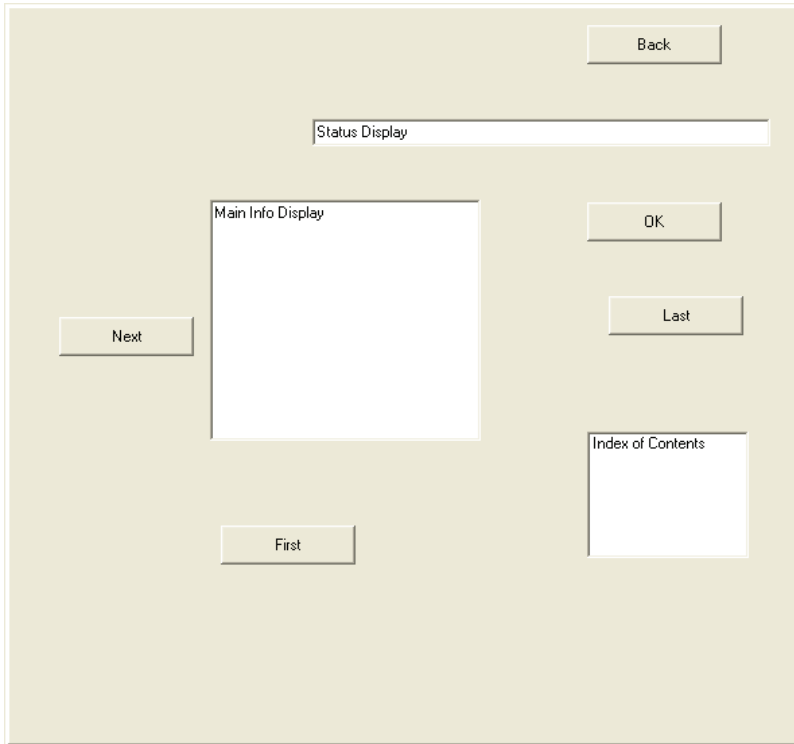 Back
Status Display
Main Info Display
OK
Last
Next
Index of Contents
First